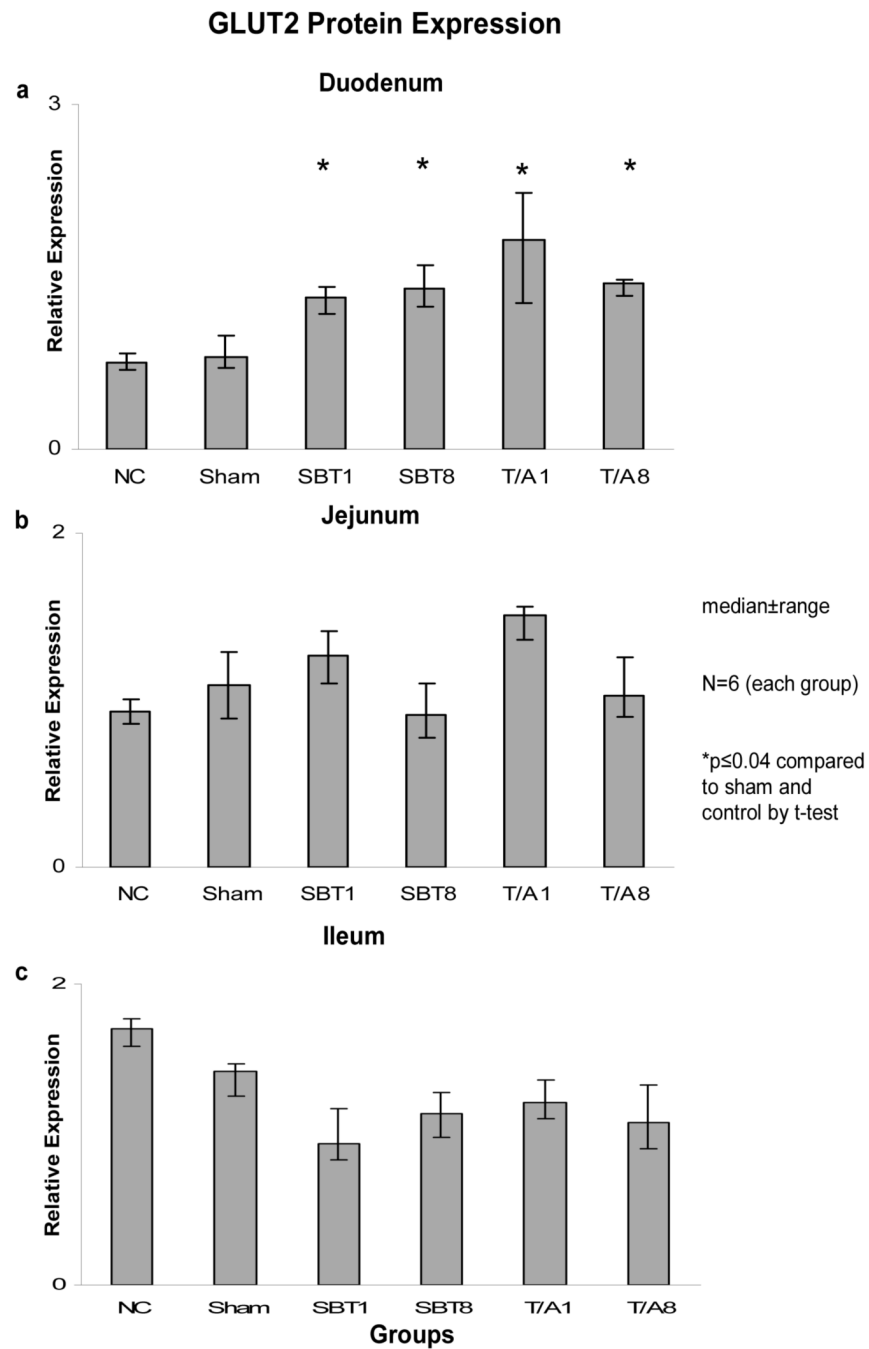 GLUT2 Protein Expression
a
Duodenum
3
* * * *
Relative Expression
0
NC Sham SBT1 SBT8 T/A1 T/A8
b
Jejunum
2
Relative Expression
0
NC Sham SBT1 SBT8 T/A1 T/A8
median±range
N=6 (each group)
*p≤0.04 compared
to sham and
control by t-test
c
Ileum
2
Relative Expression
0
NC Sham SBT1 SBT8 T/A1 T/A8
Groups